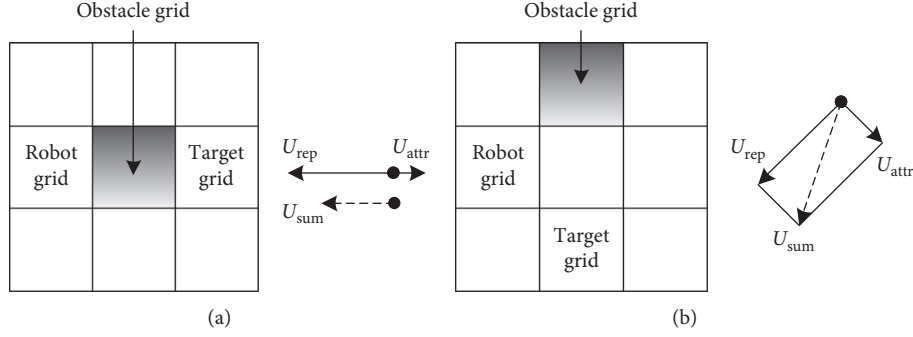 Obstacle grid
Robot
grid
Target
grid
U_rep
U_attr
U_sum
(a)
Obstacle grid
Robot
grid
Target
grid
U_rep
U_attr
U_sum
(b)